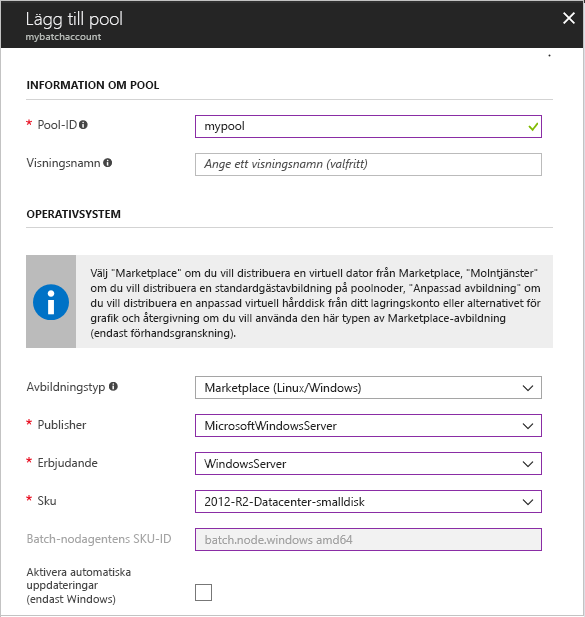 Lägg till pool
mybatchaccount
INFORMATION OM POOL
* Pool-ID
mypool
Visningsnamn
Ange ett visningsnamn (valfritt)
OPERATIVSYSTEM
Välj "Marketplace" om du vill distribuera en virtuell dator från Marketplace, "Molntjänster"
om du vill distribuera en standardgästavbildning på poolnoder, "Anpassad avbildning" om
du vill distribuera en anpassad virtuell hårddisk från ditt lagringskonto eller alternativet för
grafik och återgivning om du vill använda den här typen av Marketplace-avbildning
(endast förhandsgranskning).
Avbildningstyp
Marketplace (Linux/Windows)
* Publisher
MicrosoftWindowsServer
* Erbjudande
WindowsServer
* Sku
2012-R2-Datacenter-smalldisk
Batch-nodagentens SKU-ID
batch.node.windows amd64
Aktivera automatiska
uppdateringar
(endast Windows)